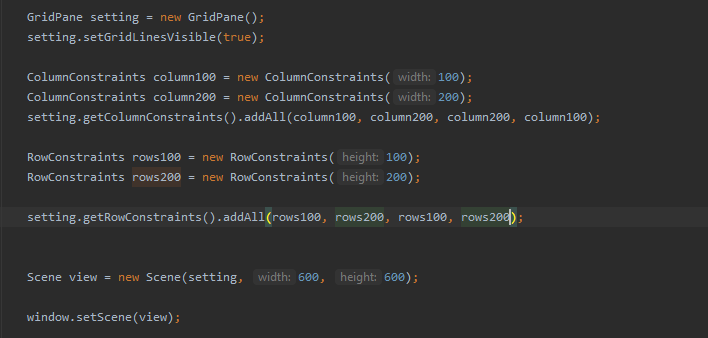 GridPane setting = new GridPane();
setting.setGridLinesVisible(true);
ColumnConstraints column100 = new ColumnConstraints( width: 100);
ColumnConstraints column200 = new ColumnConstraints( width: 200);
setting.getColumnConstraints().addAll(column100, column200, column200, column100);
RowConstraints rows100 = new RowConstraints( height: 100);
RowConstraints rows200 = new RowConstraints( height: 200);
setting.getRowConstraints().addAll(rows100, rows200, rows100, rows200);
Scene view = new Scene(setting, width: 600, height: 600);
window.setScene(view);